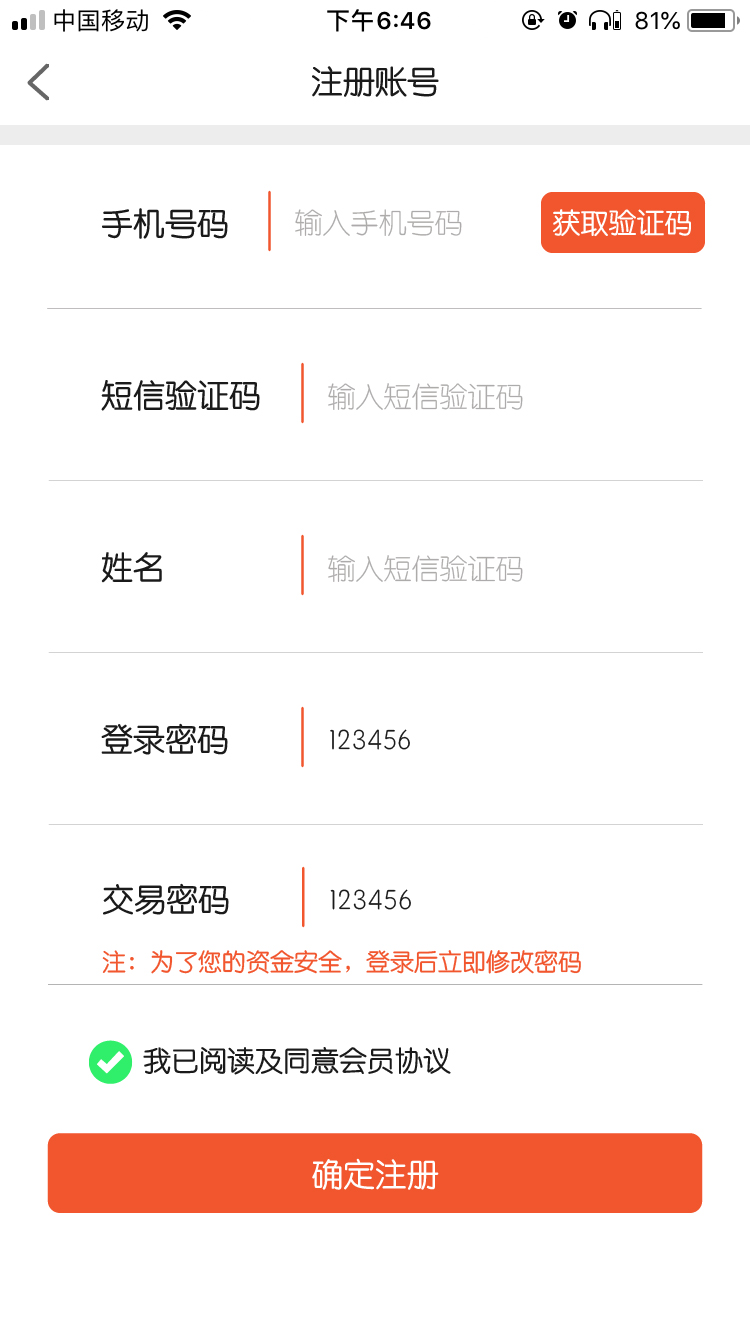 中国移动 下午6:46 81%
注册账号
手机号码 输入手机号码 获取验证码
短信验证码 输入短信验证码
姓名 输入短信验证码
登录密码 123456
交易密码 123456
注：为了您的资金安全，登录后立即修改密码
我已阅读及同意会员协议
确定注册